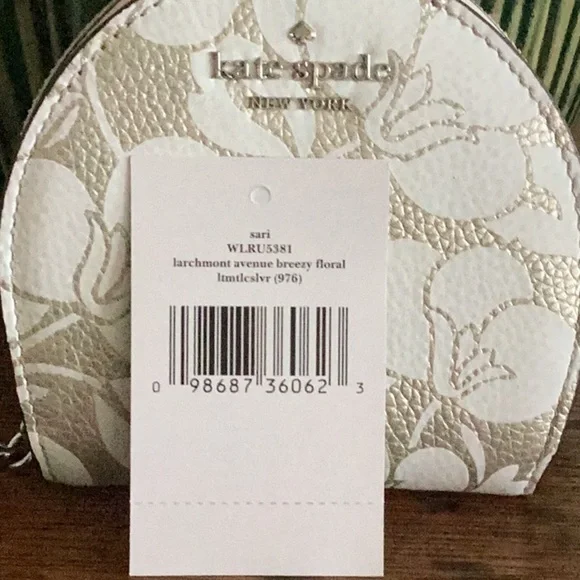 kate spade
NEW YORK
sari
WLRU5381
larchmont avenue breezy floral
ltmtlcslvr (976)
0 98687 36062 3